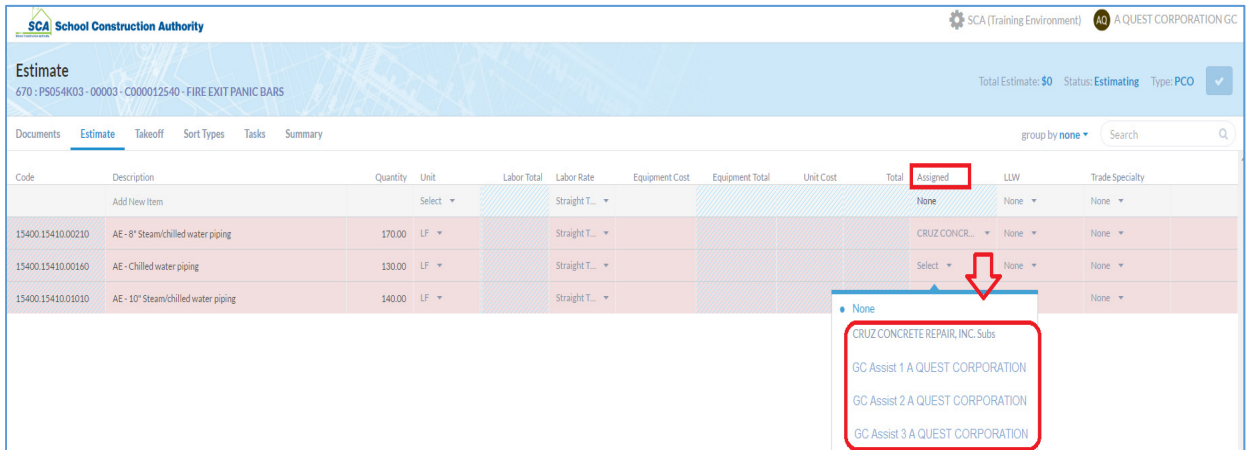 SCA School Construction Authority
SCA (Training Environment) AQ A QUEST CORPORATION GC
Estimate
670 : PS054K03 - 00003 - C000012540 - FIRE EXIT PANIC BARS
Total Estimate: $0 Status: Estimating Type: PCO
Documents Estimate Takeoff Sort Types Tasks Summary
group by none Search
Code Description Quantity Unit Labor Total Labor Rate Equipment Cost Equipment Total Unit Cost Total Assigned LLW Trade Specialty
Add New Item Select Straight T... None None None
15400.15410.00210 AE - 8" Steam/chilled water piping 170.00 LF Straight T... CRUZ CONCR... None None
15400.15410.00160 AE - Chilled water piping 130.00 LF Straight T... Select None None
15400.15410.01010 AE - 10" Steam/chilled water piping 140.00 LF Straight T... None
None
CRUZ CONCRETE REPAIR, INC. Subs
GC Assist 1 A QUEST CORPORATION
GC Assist 2 A QUEST CORPORATION
GC Assist 3 A QUEST CORPORATION